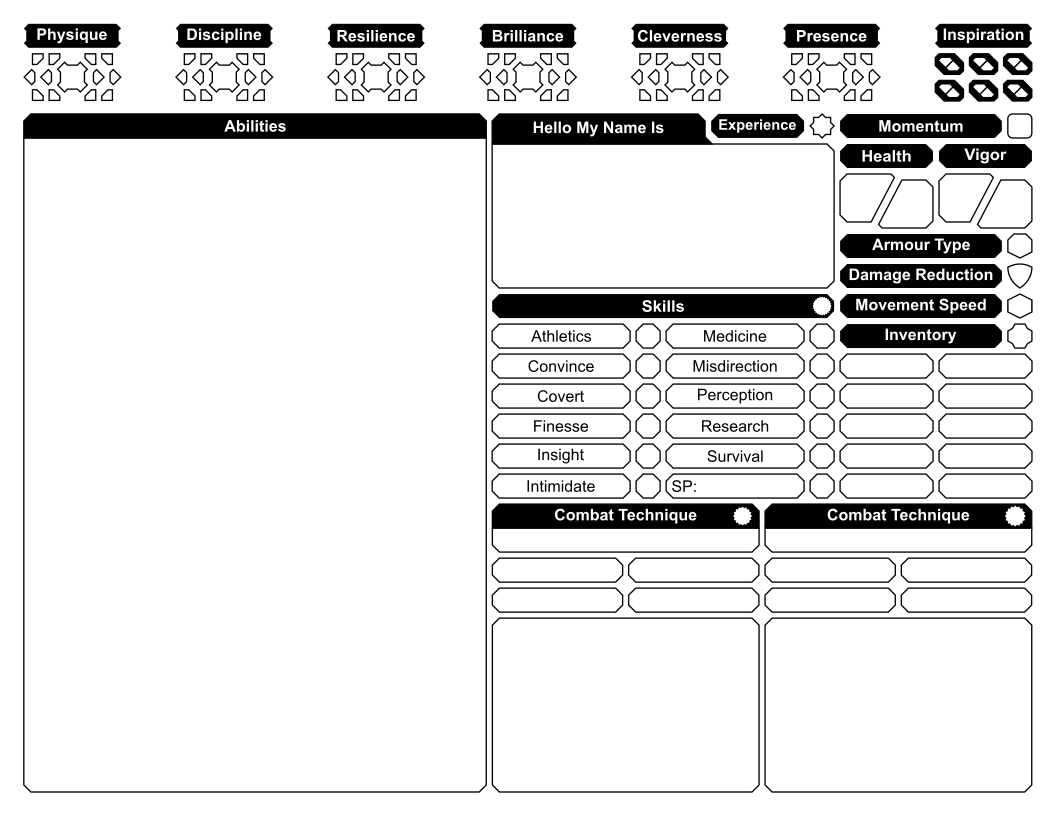 Physique
Discipline
Resilience
Brilliance
Cleverness
Presence
Inspiration
Abilities
Hello My Name Is
Experience
Momentum
Health
Vigor
Armour Type
Damage Reduction
Movement Speed
Inventory
Skills
Athletics
Medicine
Convince
Misdirection
Covert
Perception
Finesse
Research
Insight
Survival
Intimidate
SP:
Combat Technique
Combat Technique